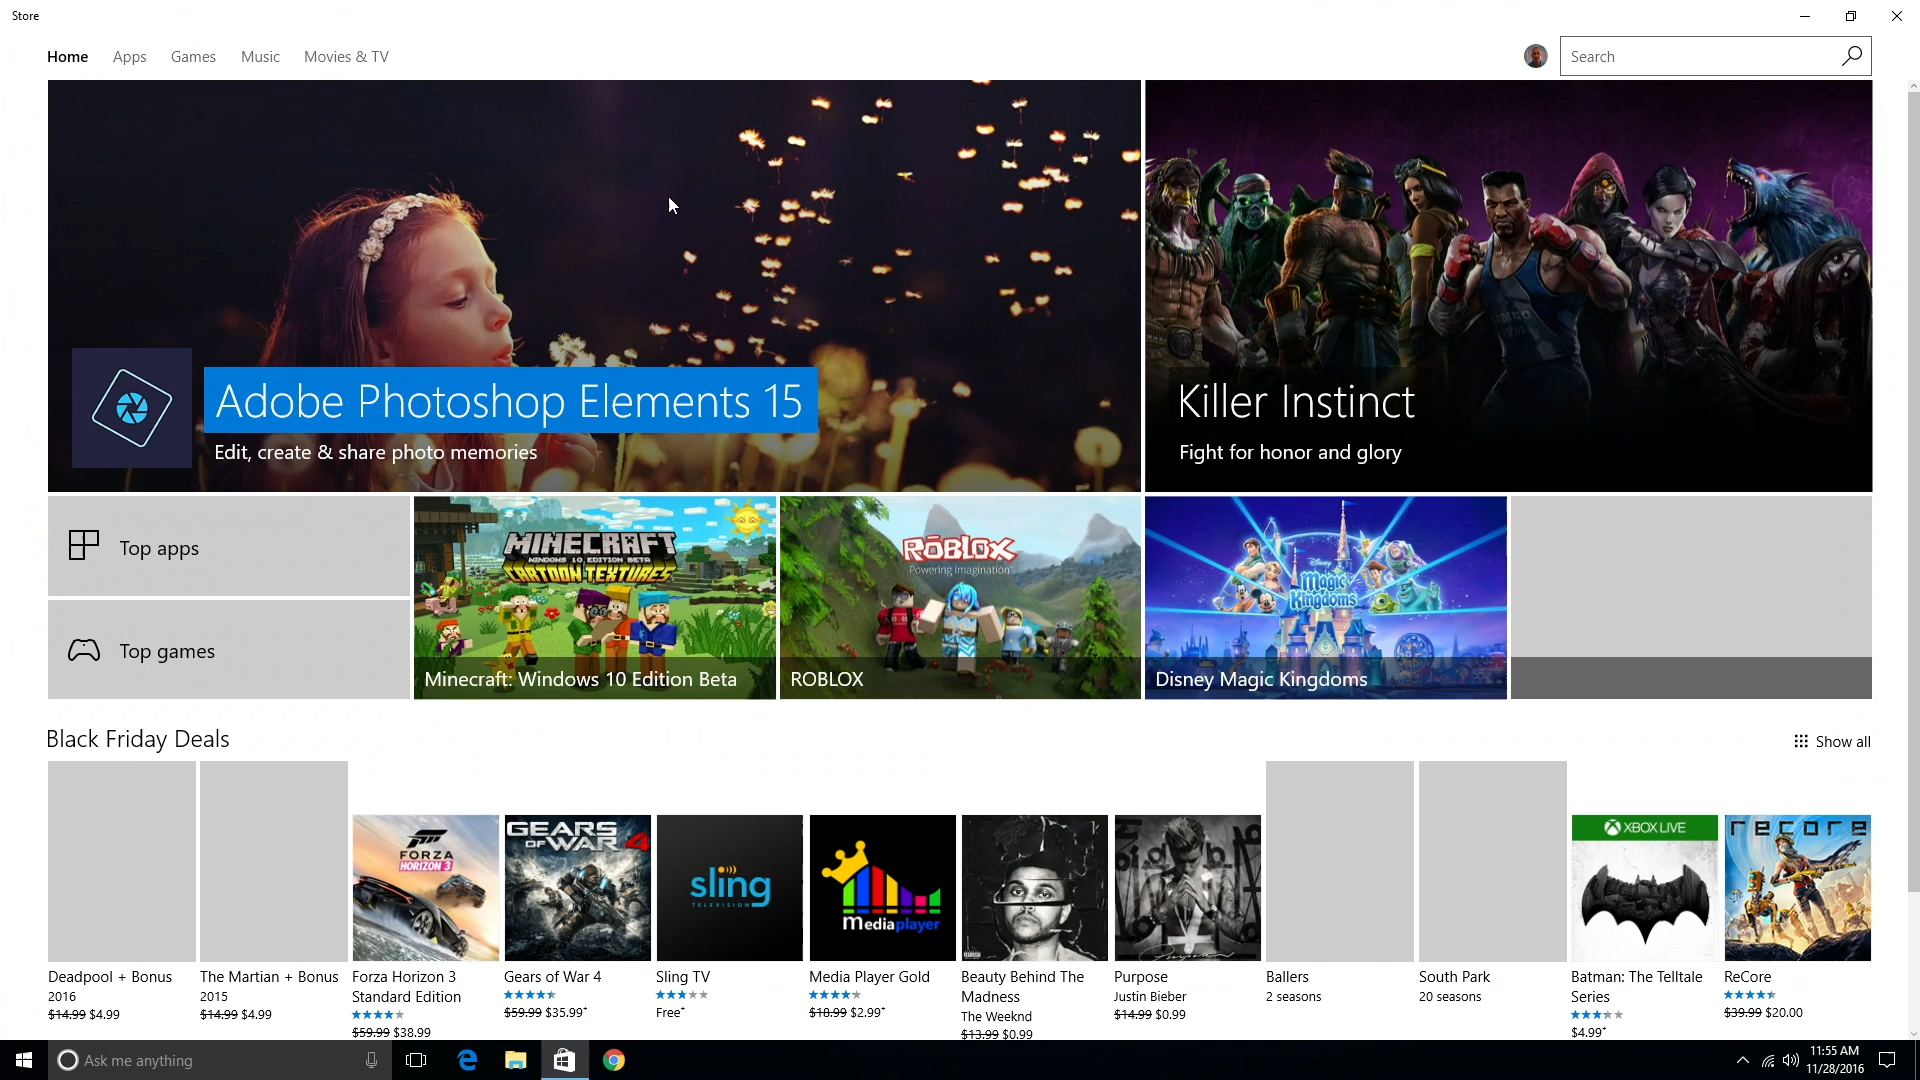 Store
Home Apps Games Music Movies & TV
Search
Adobe Photoshop Elements 15
Edit, create & share photo memories
Killer Instinct
Fight for honor and glory
Top apps
Top games
MINECRAFT
WINDOWS 10 EDITION BETA
CARTOON TEXTURES
Minecraft: Windows 10 Edition Beta
ROBLOX
Powering Imagination
ROBLOX
Disney
Magic
Kingdoms
Disney Magic Kingdoms
Black Friday Deals
Show all
FORZA
HORIZON 3
GEARS
OF WAR 4
sling
TELEVISION
mediaplayer
XBOX LIVE
RECORE
Deadpool + Bonus
2016
$14.99 $4.99
The Martian + Bonus
2015
$14.99 $4.99
Forza Horizon 3
Standard Edition
$59.99 $38.99
Gears of War 4
$59.99 $35.99*
Sling TV
Free*
Media Player Gold
$18.99 $2.99*
Beauty Behind The
Madness
The Weeknd
$13.99 $0.99
Purpose
Justin Bieber
$14.99 $0.99
Ballers
2 seasons
South Park
20 seasons
Batman: The Telltale
Series
$4.99*
ReCore
$39.99 $20.00
Ask me anything
11:55 AM
11/28/2016